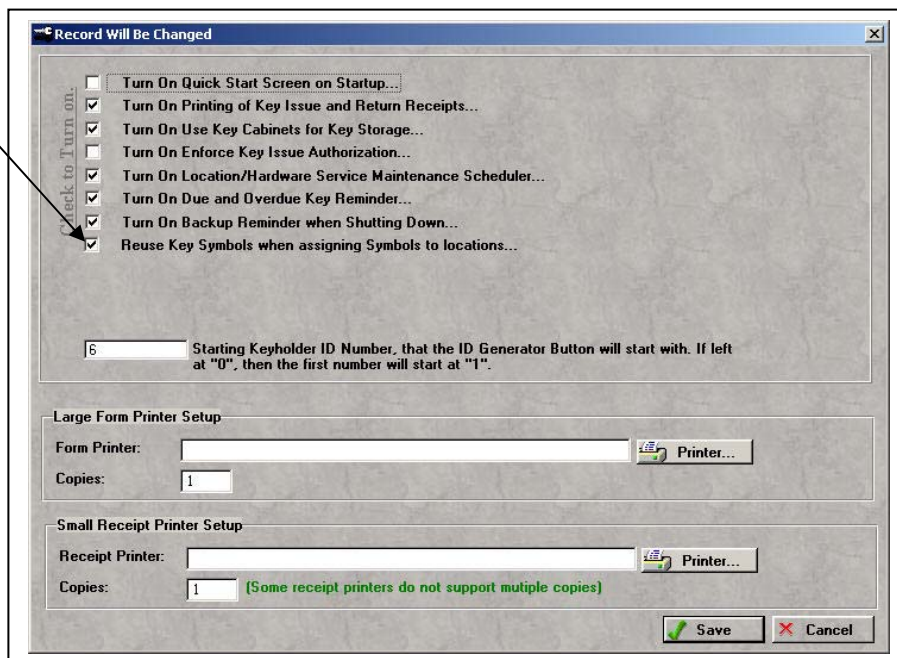 Record Will Be Changed
Check to Turn on.
Turn On Quick Start Screen on Startup...
Turn On Printing of Key Issue and Return Receipts...
Turn On Use Key Cabinets for Key Storage...
Turn On Enforce Key Issue Authorization...
Turn On Location/Hardware Service Maintenance Scheduler...
Turn On Due and Overdue Key Reminder...
Turn On Backup Reminder when Shutting Down...
Reuse Key Symbols when assigning Symbols to locations...
6 Starting Keyholder ID Number, that the ID Generator Button will start with. If left
at "0", then the first number will start at "1".
Large Form Printer Setup
Form Printer: Printer...
Copies: 1
Small Receipt Printer Setup
Receipt Printer: Printer...
Copies: 1 (Some receipt printers do not support mutiple copies)
Save Cancel